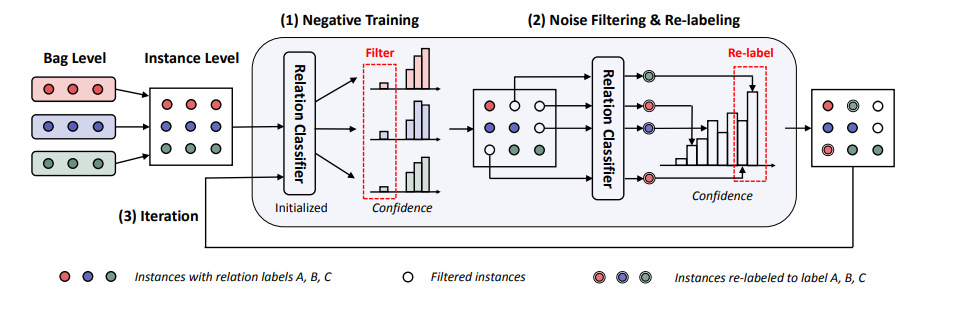 (1) Negative Training
(2) Noise Filtering & Re-labeling
Bag Level
Instance Level
Filter
Re-label
Relation Classifier
Relation Classifier
Initialized
Confidence
Confidence
(3) Iteration
Instances with relation labels A, B, C
Filtered instances
Instances re-labeled to label A, B, C